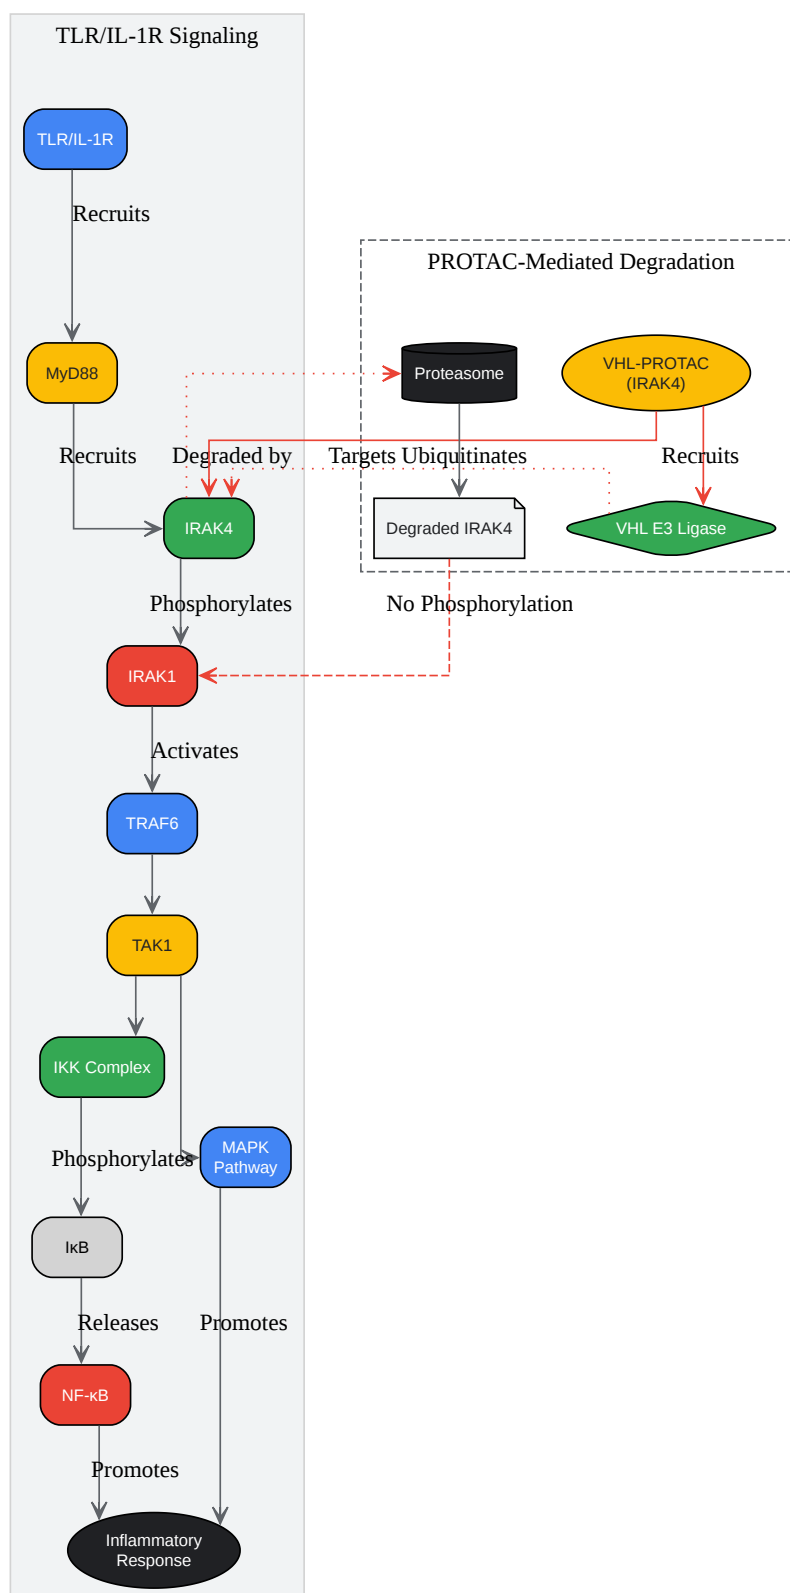 TLR/IL-1R Signaling
TLR/IL-1R
Recruits
PROTAC-Mediated Degradation
MyD88
Proteasome
VHL-PROTAC
(IRAK4)
Recruits
Degraded by
Targets
Ubiquitinates
Recruits
IRAK4
Degraded IRAK4
VHL E3 Ligase
Phosphorylates
No Phosphorylation
IRAK1
Activates
TRAF6
TAK1
IKK Complex
MAPK
Pathway
Phosphorylates
IκB
Releases
Promotes
NF-κB
Promotes
Inflammatory
Response